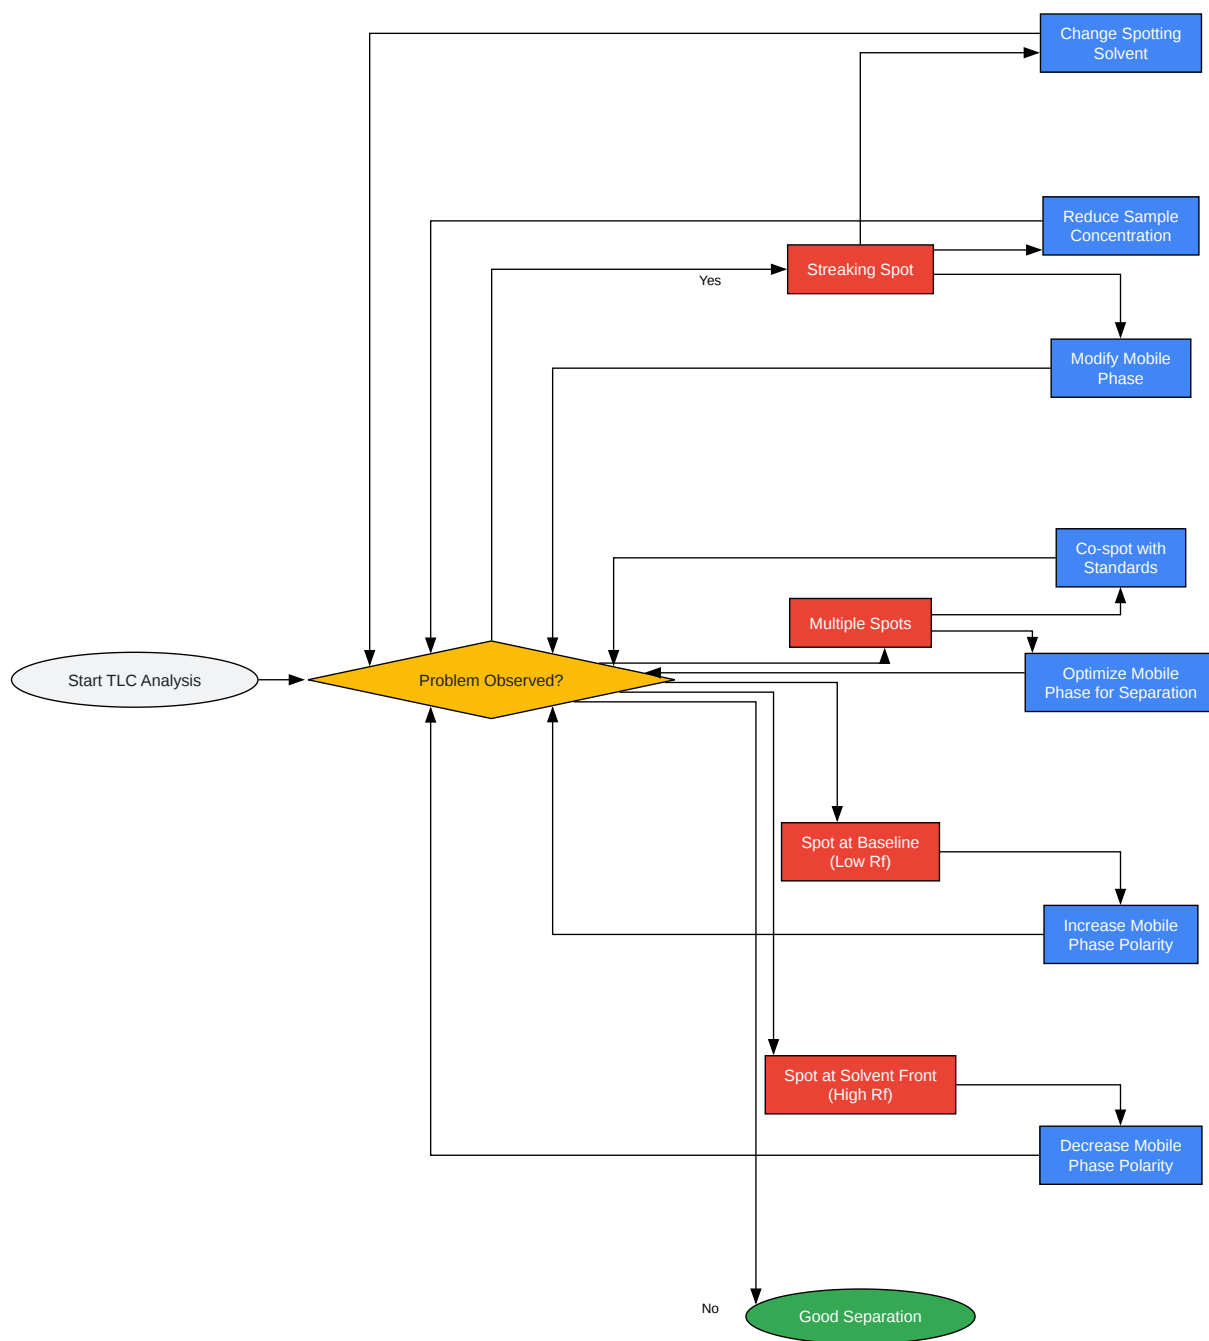 Change Spotting
Solvent
Reduce Sample
Concentration
Streaking Spot
Yes
Modify Mobile
Phase
Co-spot with
Standards
Multiple Spots
Start TLC Analysis
Problem Observed?
Optimize Mobile
Phase for Separation
Spot at Baseline
(Low Rf)
Increase Mobile
Phase Polarity
Spot at Solvent Front
(High Rf)
Decrease Mobile
Phase Polarity
No
Good Separation